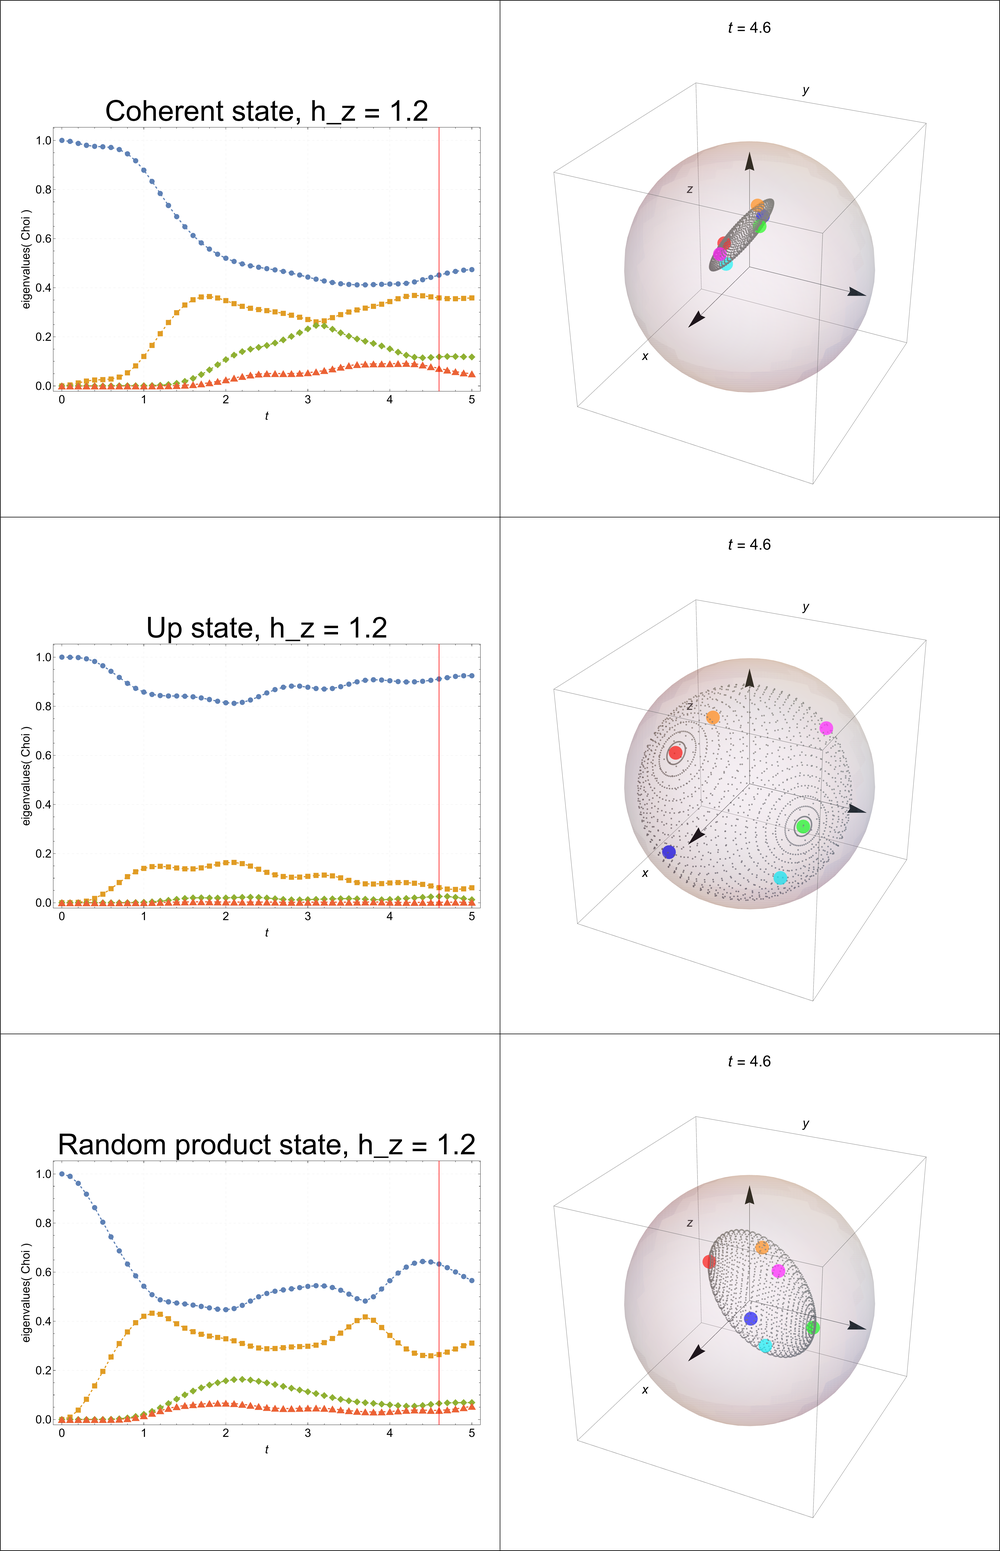 Coherent state, h_z = 1.2
eigenvalues( Choi )
1.0
0.8
0.6
0.4
0.2
0.0
0 1 2 3 4 5
t
t = 4.6
y
z
x
Up state, h_z = 1.2
eigenvalues( Choi )
1.0
0.8
0.6
0.4
0.2
0.0
0 1 2 3 4 5
t
t = 4.6
y
z
x
Random product state, h_z = 1.2
eigenvalues( Choi )
1.0
0.8
0.6
0.4
0.2
0.0
0 1 2 3 4 5
t
t = 4.6
y
z
x